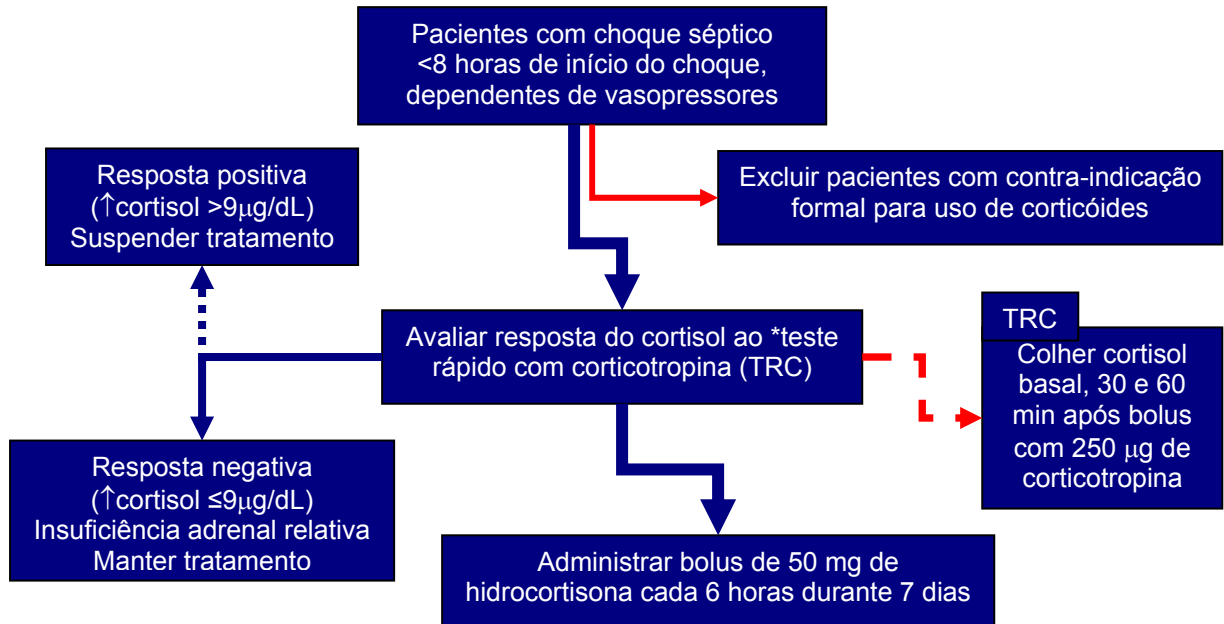 Pacientes com choque séptico
<8 horas de início do choque,
dependentes de vasopressores
Resposta positiva
(↑cortisol >9μg/dL)
Suspender tratamento
Excluir pacientes com contra-indicação
formal para uso de corticóides
Avaliar resposta do cortisol ao *teste
rápido com corticotropina (TRC)
TRC
Colher cortisol
basal, 30 e 60
min após bolus
com 250 μg de
corticotropina
Resposta negativa
(↑cortisol ≤9μg/dL)
Insuficiência adrenal relativa
Manter tratamento
Administrar bolus de 50 mg de
hidrocortisona cada 6 horas durante 7 dias